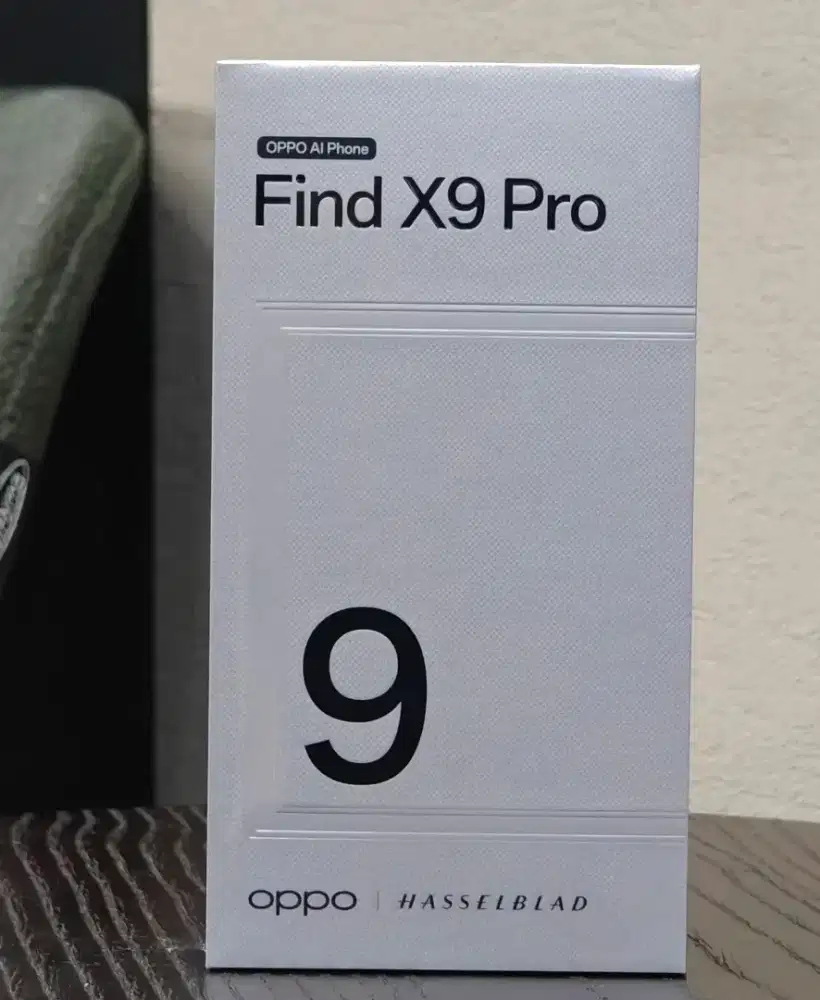 OPPO AI Phone
Find X9 Pro
9
oppo | HASSELBLAD